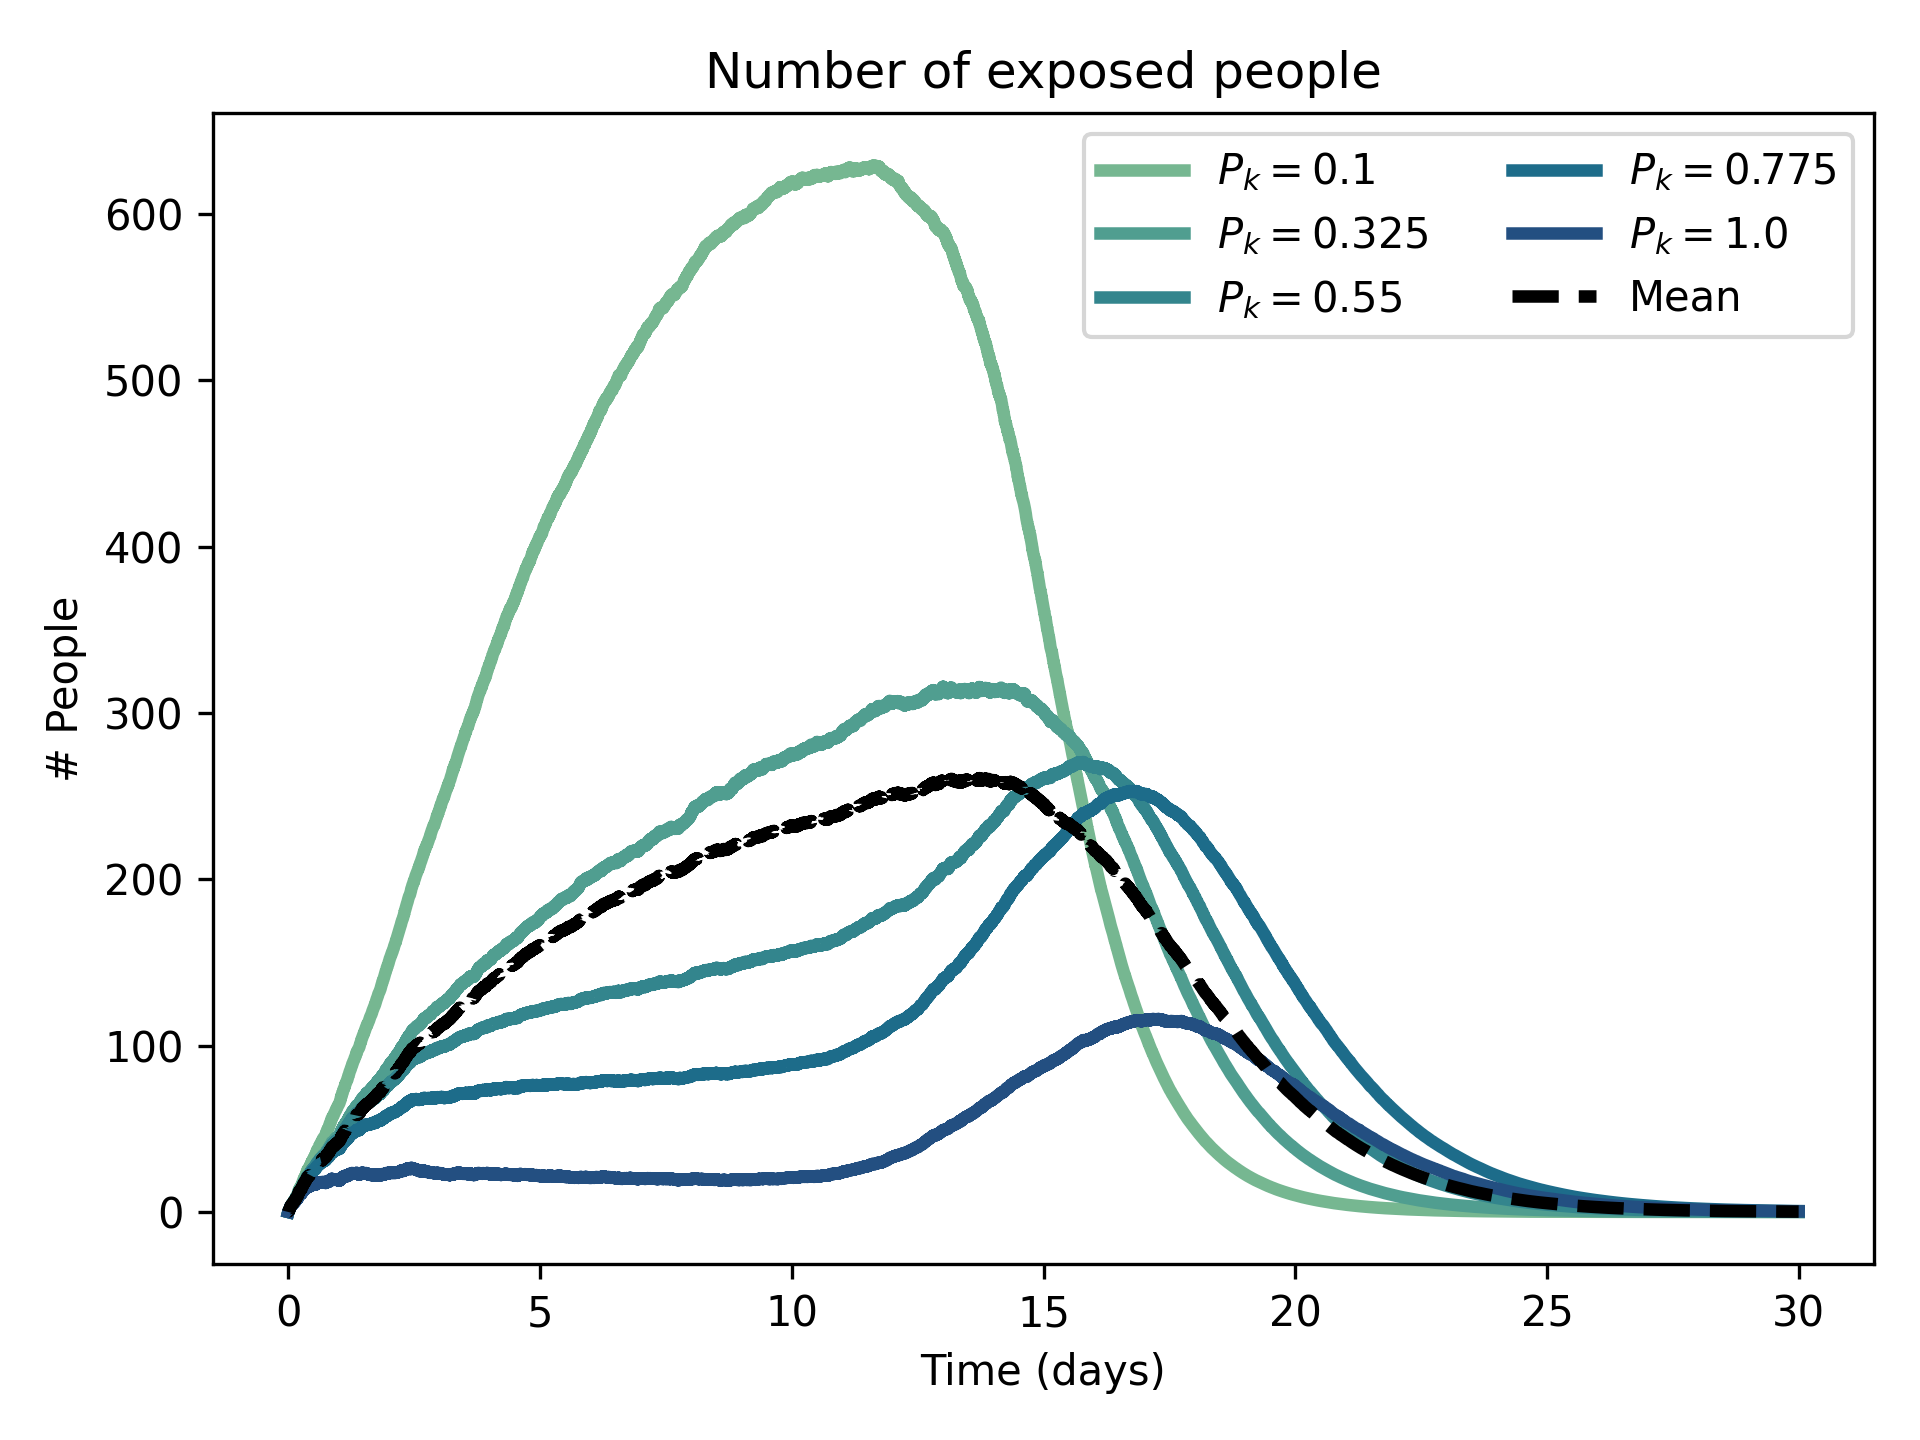 Number of exposed people
P_k = 0.1
P_k = 0.325
P_k = 0.55
P_k = 0.775
P_k = 1.0
Mean
# People
600
500
400
300
200
100
0
0 5 10 15 20 25 30
Time (days)